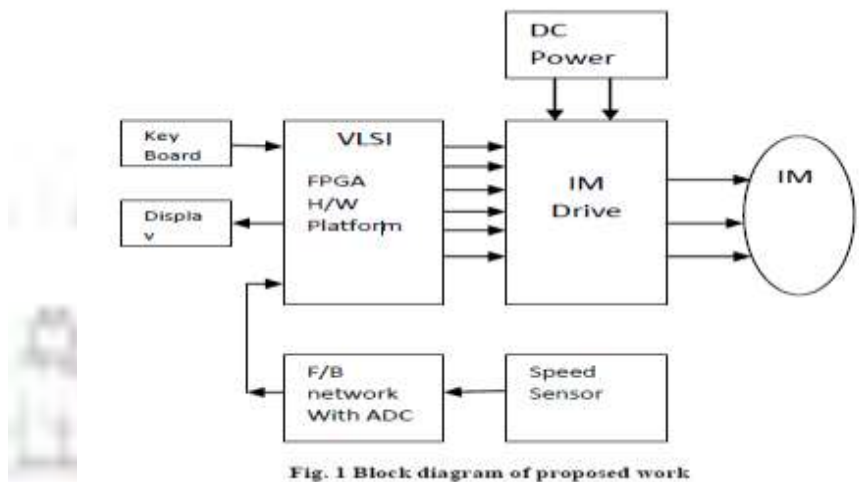 DC
Power
Key
Board
VLSI
FPGA
H/W
Platform
IM
Drive
IM
Displa
y
F/B
network
With ADC
Speed
Sensor
Fig. 1 Block diagram of proposed work